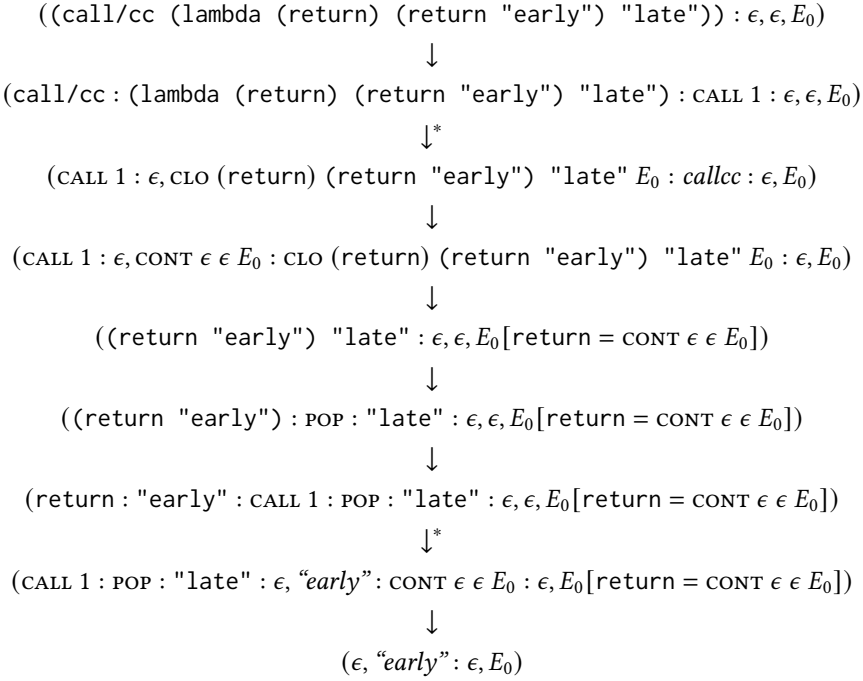 ((call/cc (lambda (return) (return "early") "late")) : ϵ, ϵ, E₀)
↓
(call/cc : (lambda (return) (return "early") "late") : CALL 1 : ϵ, ϵ, E₀)
↓*
(CALL 1 : ϵ, CLO (return) (return "early") "late" E₀ : callcc : ϵ, E₀)
↓
(CALL 1 : ϵ, CONT ϵ ϵ E₀ : CLO (return) (return "early") "late" E₀ : ϵ, E₀)
↓
((return "early") "late" : ϵ, ϵ, E₀[return = CONT ϵ ϵ E₀])
↓
((return "early") : POP : "late" : ϵ, ϵ, E₀[return = CONT ϵ ϵ E₀])
↓
(return : "early" : CALL 1 : POP : "late" : ϵ, ϵ, E₀[return = CONT ϵ ϵ E₀])
↓*
(CALL 1 : POP : "late" : ϵ, “early” : CONT ϵ ϵ E₀ : ϵ, E₀[return = CONT ϵ ϵ E₀])
↓
(ϵ, “early” : ϵ, E₀)